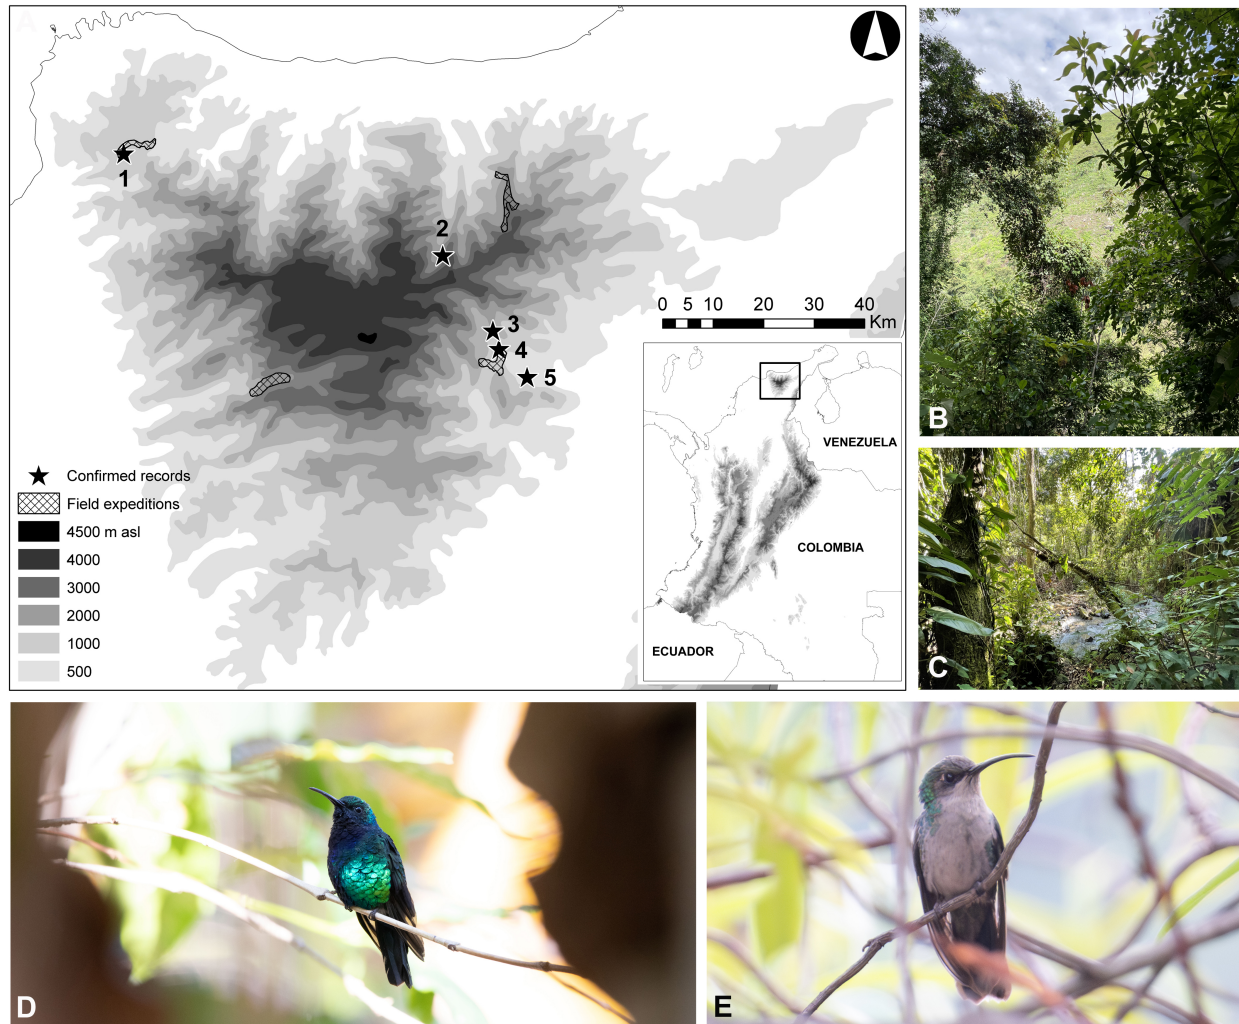 A
1
2
3
4
5
0 5 10 20 30 40
Km
Confirmed records
Field expeditions
4500 m asl
4000
3000
2000
1000
500
VENEZUELA
COLOMBIA
ECUADOR
B
C
D
E